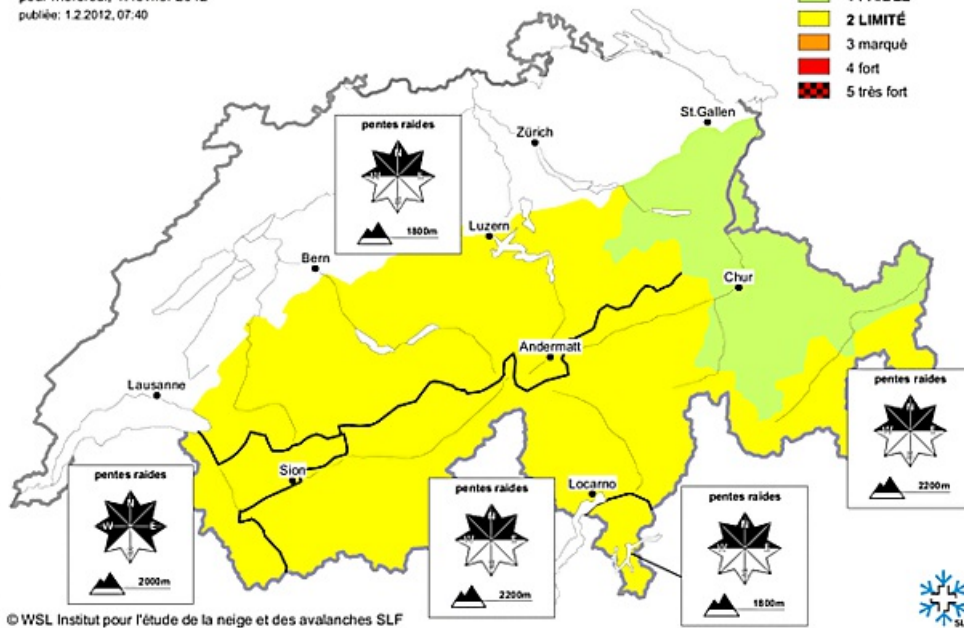 publiée: 1.2.2012, 07:40
2 LIMITÉ
3 marqué
4 fort
5 très fort
St.Gallen
Zürich
pentes raides
N
W E
S
1800m
Luzern
Bern
Chur
Andermatt
Lausanne
pentes raides
N
W E
S
2200m
Sion
Locarno
pentes raides
N
W E
S
2000m
pentes raides
N
W E
S
2200m
pentes raides
N
W E
S
1800m
© WSL Institut pour l'étude de la neige et des avalanches SLF
SLF